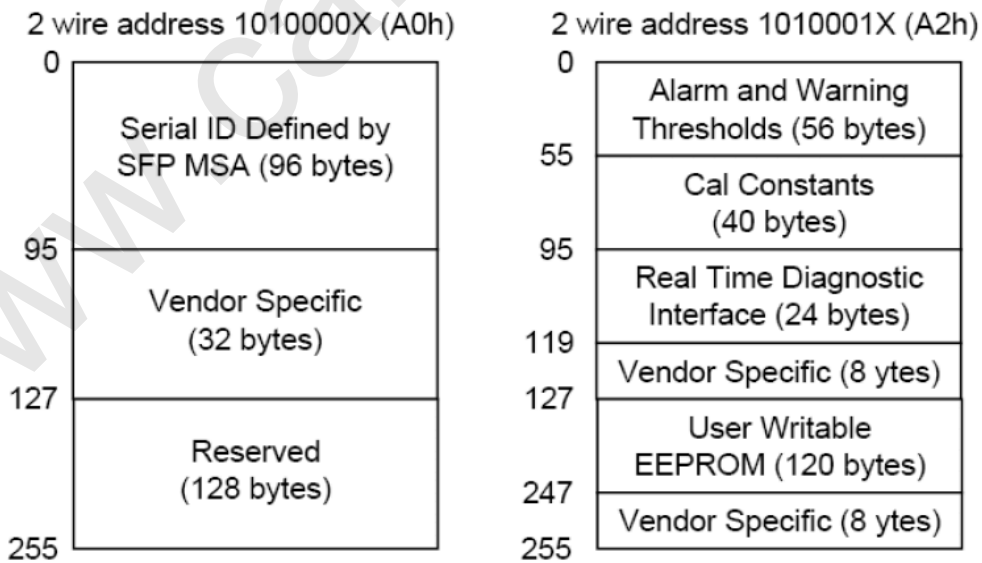 2 wire address 1010000X (A0h)
0
Serial ID Defined by
SFP MSA (96 bytes)
95
Vendor Specific
(32 bytes)
127
Reserved
(128 bytes)
255
2 wire address 1010001X (A2h)
0
Alarm and Warning
Thresholds (56 bytes)
55
Cal Constants
(40 bytes)
95
Real Time Diagnostic
Interface (24 bytes)
119
Vendor Specific (8 ytes)
127
User Writable
EEPROM (120 bytes)
247
Vendor Specific (8 ytes)
255